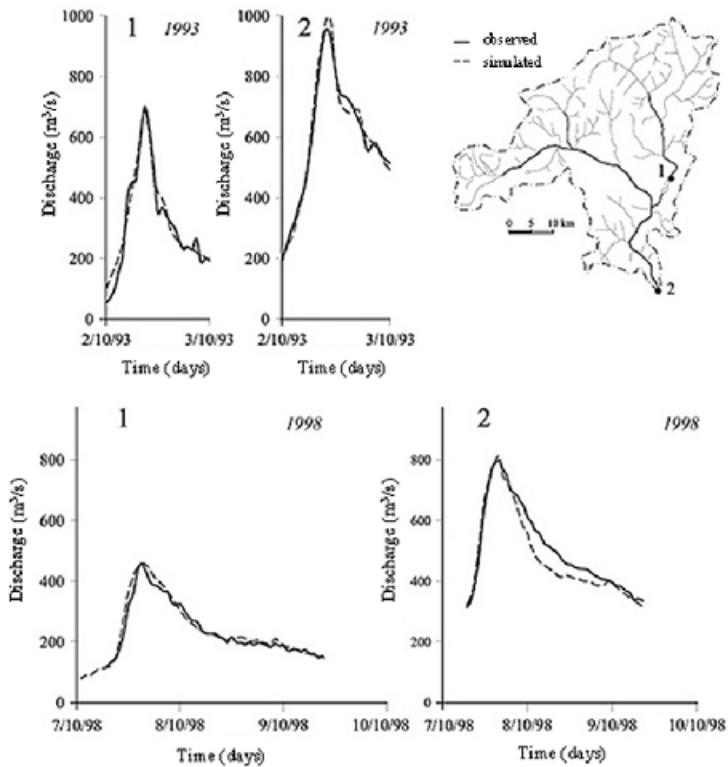 1 1993
Discharge (m³/s)
1000
800
600
400
200
0
2/10/93 3/10/93
Time (days)
2 1993
Discharge (m³/s)
1000
800
600
400
200
0
2/10/93 3/10/93
Time (days)
observed
simulated
1
0 5 10 km
2
1 1998
Discharge (m³/s)
800
600
400
200
0
7/10/98 8/10/98 9/10/98 10/10/98
Time (days)
2 1998
Discharge (m³/s)
800
600
400
200
0
7/10/98 8/10/98 9/10/98 10/10/98
Time (days)